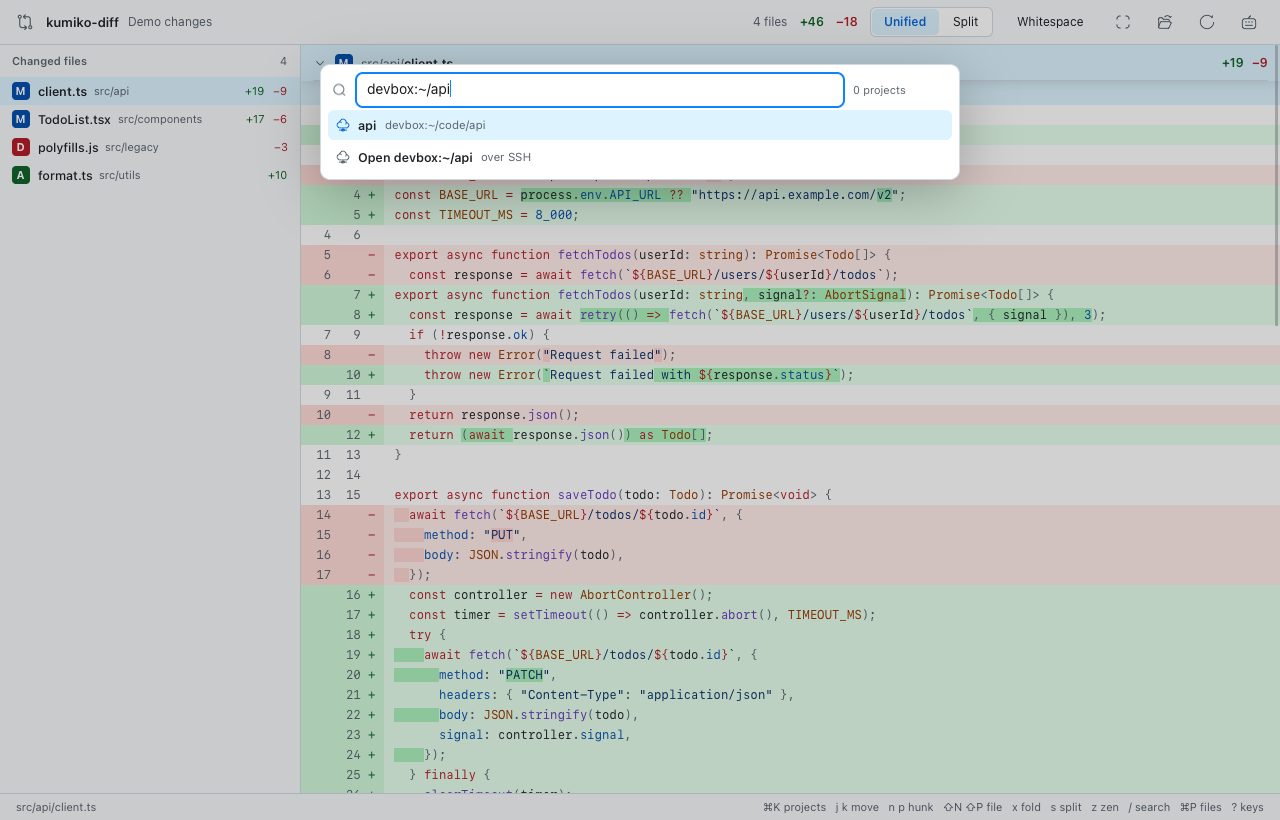 kumiko-diff Demo changes 4 files +46 −18 Unified Split Whitespace
Changed files 4
M client.ts src/api +19 −9
M TodoList.tsx src/components +17 −6
D polyfills.js src/legacy −3
A format.ts src/utils +10
M src/api/client.ts +19 −9
devbox:~/api 0 projects
api devbox:~/code/api
Open devbox:~/api over SSH
4 + const BASE_URL = process.env.API_URL ?? "https://api.example.com/v2";
5 + const TIMEOUT_MS = 8_000;
4 6
5 − export async function fetchTodos(userId: string): Promise<Todo[]> {
6 − const response = await fetch(`${BASE_URL}/users/${userId}/todos`);
7 + export async function fetchTodos(userId: string, signal?: AbortSignal): Promise<Todo[]> {
8 + const response = await retry(() => fetch(`${BASE_URL}/users/${userId}/todos`, { signal }), 3);
7 9 if (!response.ok) {
8 − throw new Error("Request failed");
10 + throw new Error(`Request failed with ${response.status}`);
9 11 }
10 − return response.json();
12 + return (await response.json()) as Todo[];
11 13 }
12 14
13 15 export async function saveTodo(todo: Todo): Promise<void> {
14 − await fetch(`${BASE_URL}/todos/${todo.id}`, {
15 − method: "PUT",
16 − body: JSON.stringify(todo),
17 − });
16 + const controller = new AbortController();
17 + const timer = setTimeout(() => controller.abort(), TIMEOUT_MS);
18 + try {
19 + await fetch(`${BASE_URL}/todos/${todo.id}`, {
20 + method: "PATCH",
21 + headers: { "Content-Type": "application/json" },
22 + body: JSON.stringify(todo),
23 + signal: controller.signal,
24 + });
25 + } finally {
src/api/client.ts ⌘K projects j k move n p hunk ⇧N ⇧P file x fold s split z zen / search ⌘P files ? keys